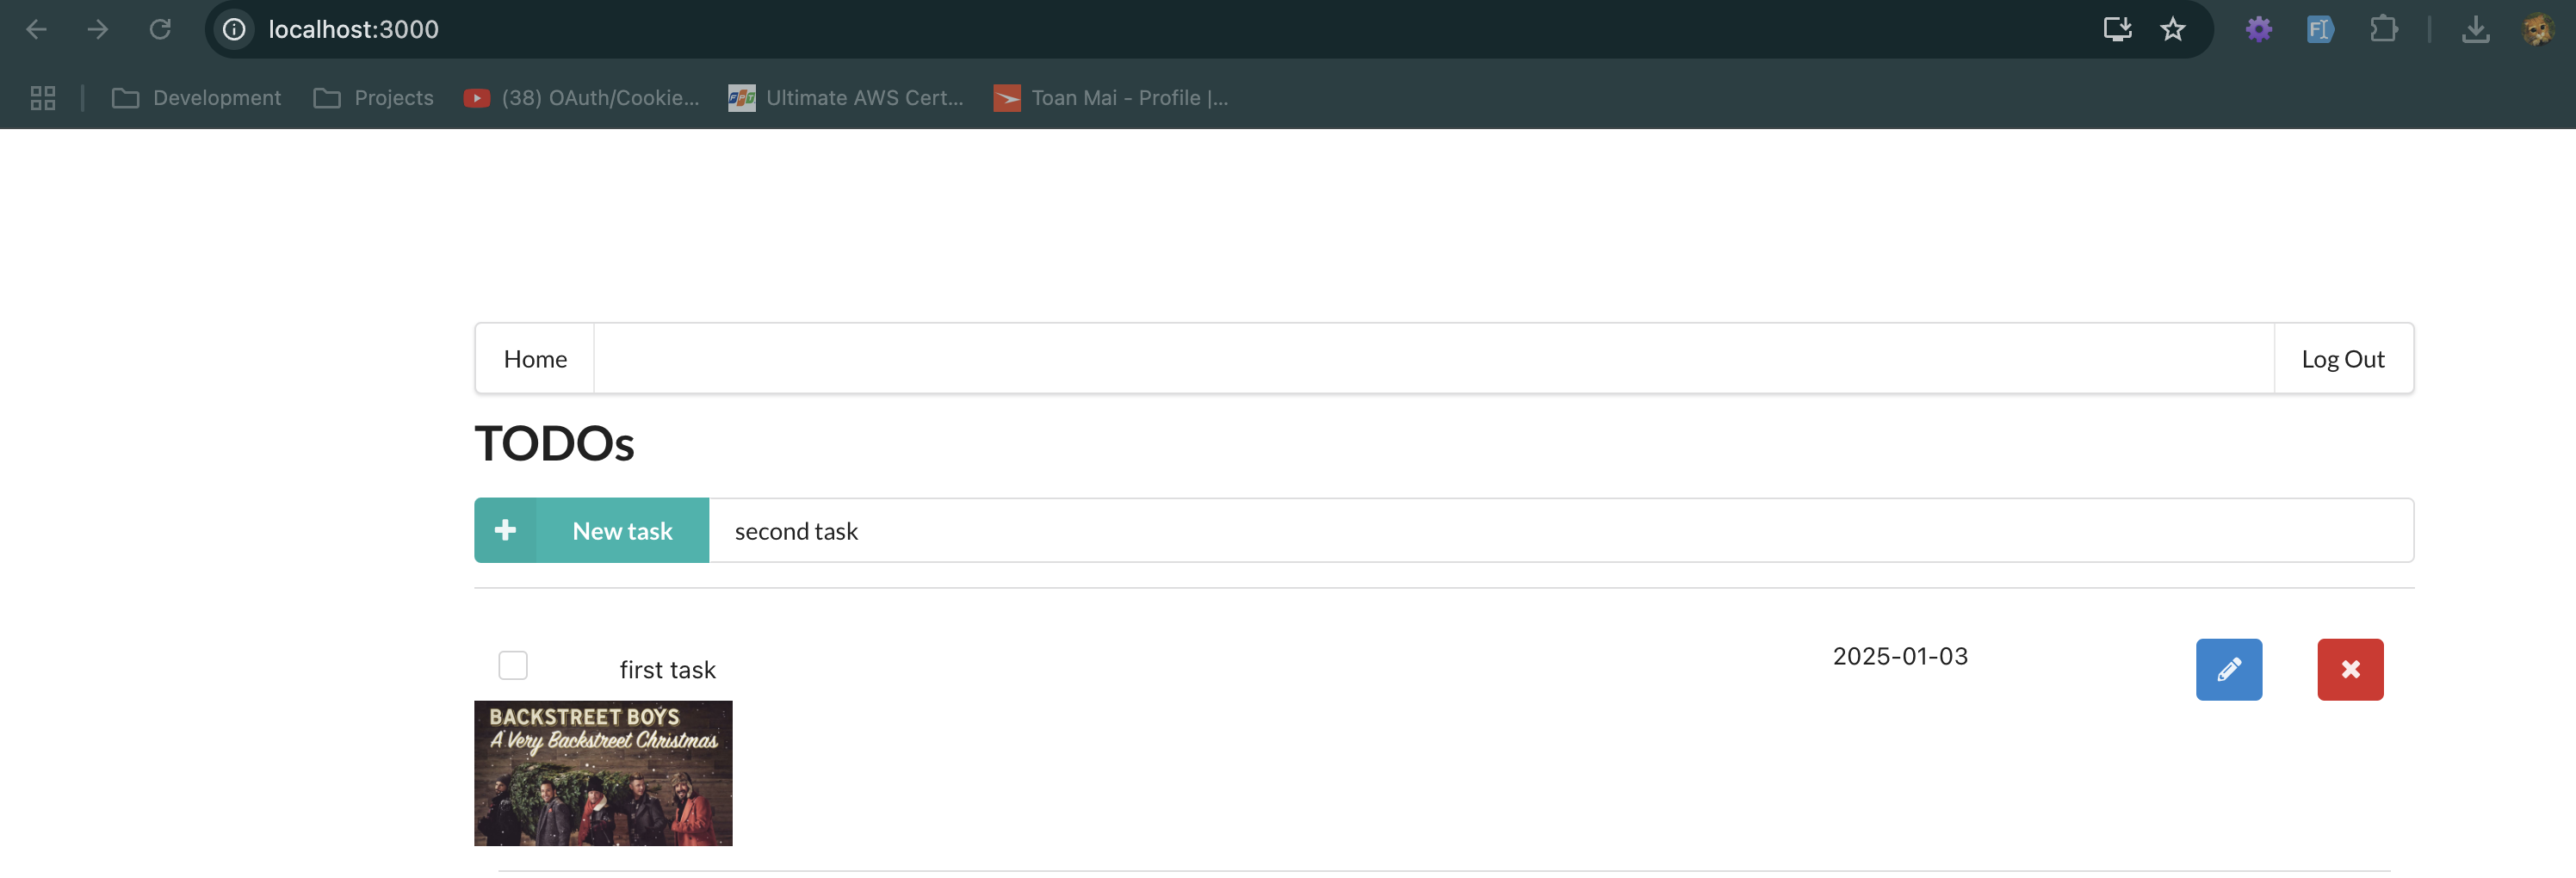 localhost:3000
Development Projects (38) OAuth/Cookie... Ultimate AWS Cert... Toan Mai - Profile |...
Home Log Out
TODOs
New task second task
first task 2025-01-03
BACKSTREET BOYS
A Very Backstreet Christmas